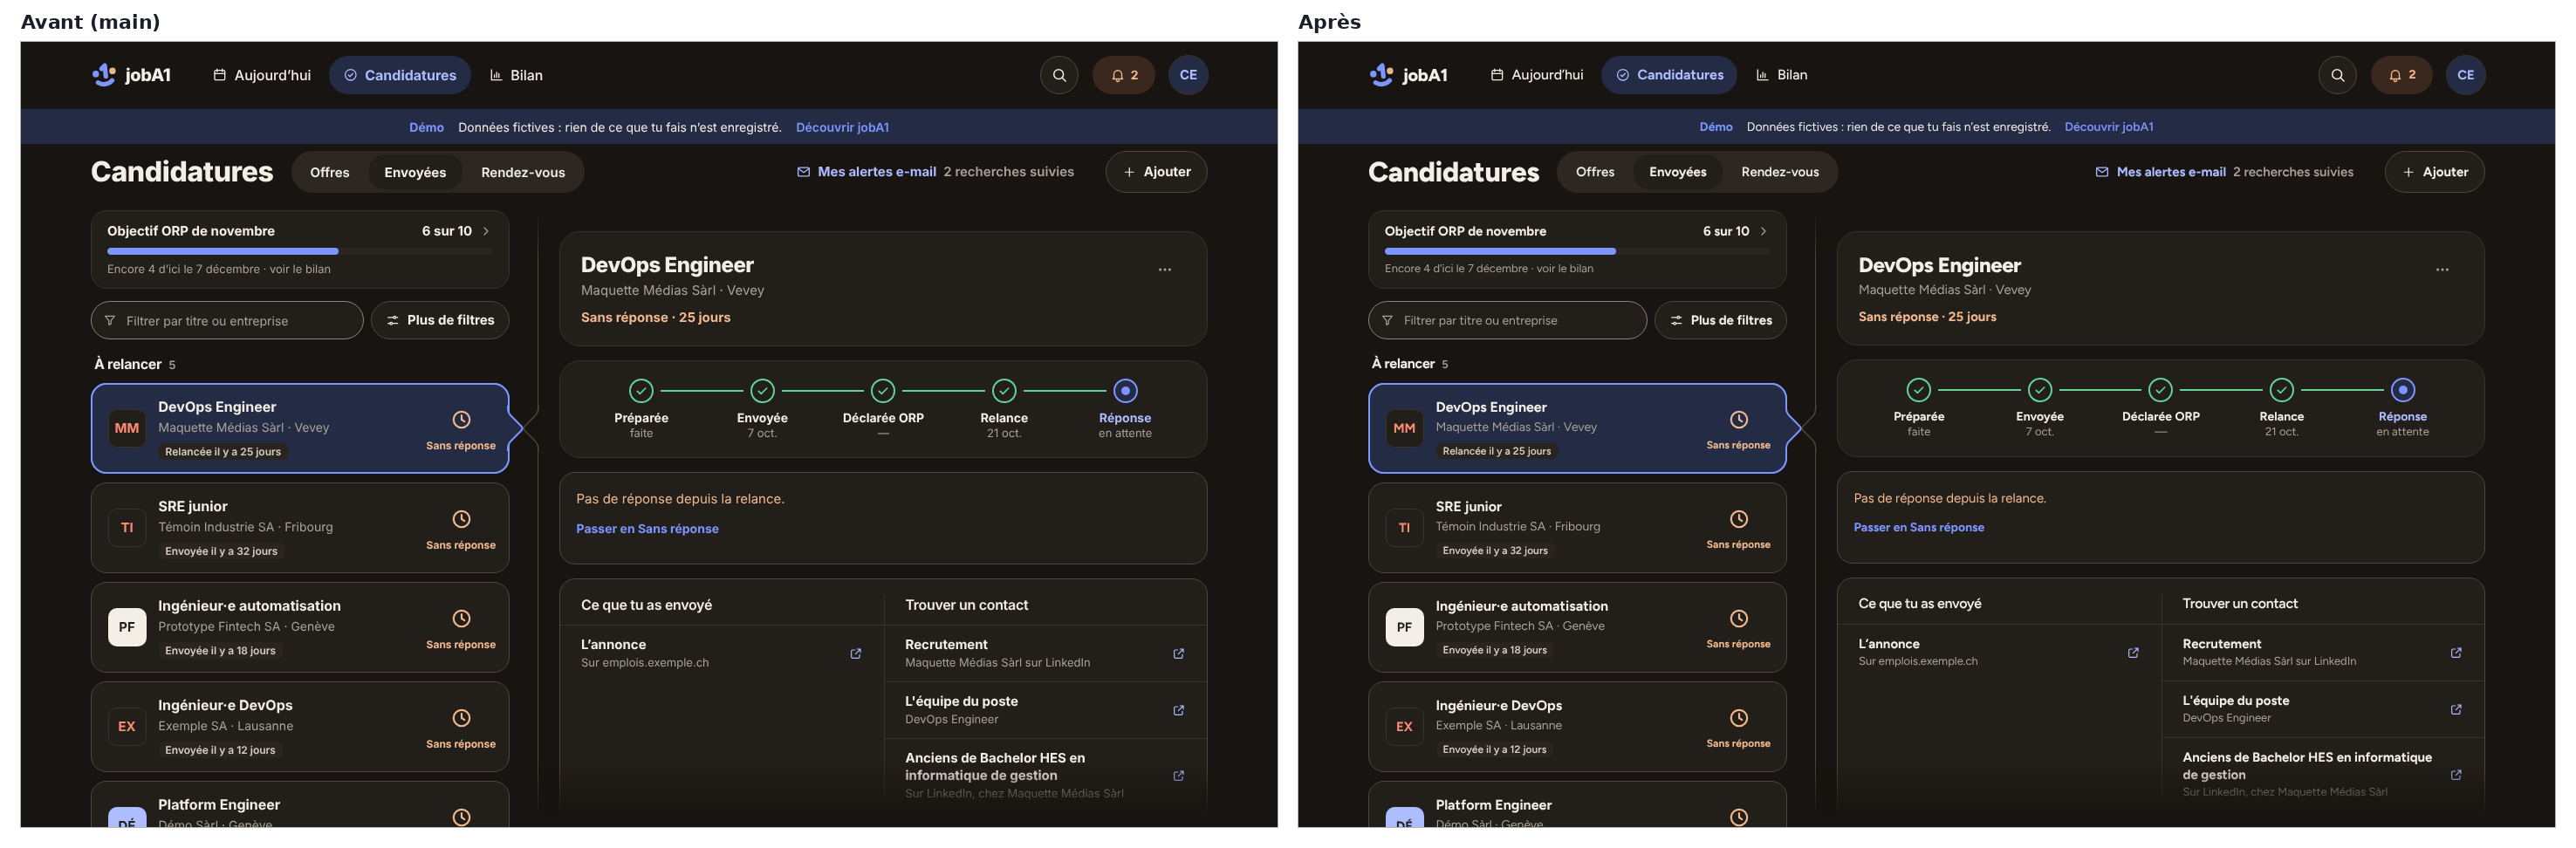 Avant (main)
jobA1 Aujourd'hui Candidatures Bilan 2 CE
Démo Données fictives : rien de ce que tu fais n'est enregistré. Découvrir jobA1
Candidatures Offres Envoyées Rendez-vous Mes alertes e-mail 2 recherches suivies + Ajouter
Objectif ORP de novembre 6 sur 10
Encore 4 d'ici le 7 décembre · voir le bilan
Filtrer par titre ou entreprise Plus de filtres
À relancer 5
MM DevOps Engineer
Maquette Médias Sàrl · Vevey
Relancée il y a 25 jours
Sans réponse
TI SRE junior
Témoin Industrie SA · Fribourg
Envoyée il y a 32 jours
Sans réponse
PF Ingénieur·e automatisation
Prototype Fintech SA · Genève
Envoyée il y a 18 jours
Sans réponse
EX Ingénieur·e DevOps
Exemple SA · Lausanne
Envoyée il y a 12 jours
Sans réponse
DÉ Platform Engineer
Démo Sàrl · Genève
DevOps Engineer ...
Maquette Médias Sàrl · Vevey
Sans réponse · 25 jours
Préparée Envoyée Déclarée ORP Relance Réponse
faite 7 oct. — 21 oct. en attente
Pas de réponse depuis la relance.
Passer en Sans réponse
Ce que tu as envoyé
L'annonce
Sur emplois.exemple.ch
Trouver un contact
Recrutement
Maquette Médias Sàrl sur LinkedIn
L'équipe du poste
DevOps Engineer
Anciens de Bachelor HES en
informatique de gestion
Sur LinkedIn, chez Maquette Médias Sàrl
Après
jobA1 Aujourd'hui Candidatures Bilan 2 CE
Démo Données fictives : rien de ce que tu fais n'est enregistré. Découvrir jobA1
Candidatures Offres Envoyées Rendez-vous Mes alertes e-mail 2 recherches suivies + Ajouter
Objectif ORP de novembre 6 sur 10
Encore 4 d'ici le 7 décembre · voir le bilan
Filtrer par titre ou entreprise Plus de filtres
À relancer 5
MM DevOps Engineer
Maquette Médias Sàrl · Vevey
Relancée il y a 25 jours
Sans réponse
TI SRE junior
Témoin Industrie SA · Fribourg
Envoyée il y a 32 jours
Sans réponse
PF Ingénieur·e automatisation
Prototype Fintech SA · Genève
Envoyée il y a 18 jours
Sans réponse
EX Ingénieur·e DevOps
Exemple SA · Lausanne
Envoyée il y a 12 jours
Sans réponse
DÉ Platform Engineer
Démo Sàrl · Genève
DevOps Engineer ...
Maquette Médias Sàrl · Vevey
Sans réponse · 25 jours
Préparée Envoyée Déclarée ORP Relance Réponse
faite 7 oct. — 21 oct. en attente
Pas de réponse depuis la relance.
Passer en Sans réponse
Ce que tu as envoyé
L'annonce
Sur emplois.exemple.ch
Trouver un contact
Recrutement
Maquette Médias Sàrl sur LinkedIn
L'équipe du poste
DevOps Engineer
Anciens de Bachelor HES en informatique
de gestion
Sur LinkedIn, chez Maquette Médias Sàrl